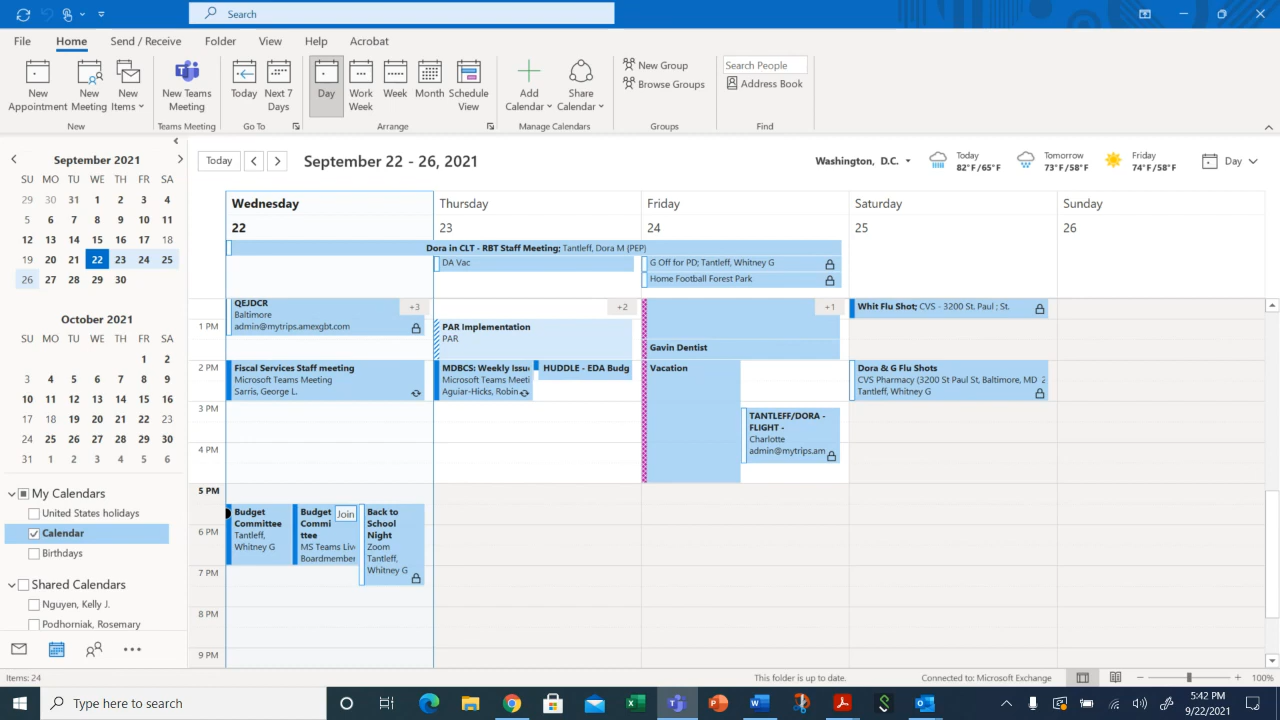 Search
File Home Send / Receive Folder View Help Acrobat
New Appointment
New Meeting
New Items
New
New Teams Meeting
Teams Meeting
Today
Next 7 Days
Go To
Day
Work Week
Week
Month
Schedule View
Arrange
Add Calendar
Share Calendar
Manage Calendars
New Group
Browse Groups
Groups
Search People
Address Book
Find
September 2021
SU MO TU WE TH FR SA
29 30 31 1 2 3 4
5 6 7 8 9 10 11
12 13 14 15 16 17 18
19 20 21 22 23 24 25
26 27 28 29 30
October 2021
SU MO TU WE TH FR SA
1 2
3 4 5 6 7 8 9
10 11 12 13 14 15 16
17 18 19 20 21 22 23
24 25 26 27 28 29 30
31 1 2 3 4 5 6
My Calendars
United States holidays
Calendar
Birthdays
Shared Calendars
Nguyen, Kelly J.
Podhorniak, Rosemary
Today
September 22 - 26, 2021
Washington, D.C.
Today
82°F/65°F
Tomorrow
73°F/58°F
Friday
74°F/58°F
Day
Wednesday Thursday Friday Saturday Sunday
22 23 24 25 26
Dora in CLT - RBT Staff Meeting; Tantleff, Dora M (PEP)
DA Vac
G Off for PD; Tantleff, Whitney G
Home Football Forest Park
1 PM
2 PM
3 PM
4 PM
5 PM
6 PM
7 PM
8 PM
9 PM
QEJDCR
Baltimore
admin@mytrips.amexgbt.com
+3
Fiscal Services Staff meeting
Microsoft Teams Meeting
Sarris, George L.
Budget Committee
Tantleff, Whitney G
Budget Commi ttee
Join
MS Teams Liv
Boardmember
Back to School Night
Zoom
Tantleff, Whitney G
+2
PAR Implementation
PAR
MDBCS: Weekly Issu
Microsoft Teams Meeti
Aguiar-Hicks, Robin
HUDDLE - EDA Budg
+1
Gavin Dentist
Vacation
TANTLEFF/DORA - FLIGHT -
Charlotte
admin@mytrips.am
Whit Flu Shot; CVS - 3200 St. Paul ; St.
Dora & G Flu Shots
CVS Pharmacy (3200 St Paul St, Baltimore, MD 2
Tantleff, Whitney G
Items: 24
This folder is up to date.
Connected to: Microsoft Exchange
100%
Type here to search
5:42 PM
9/22/2021